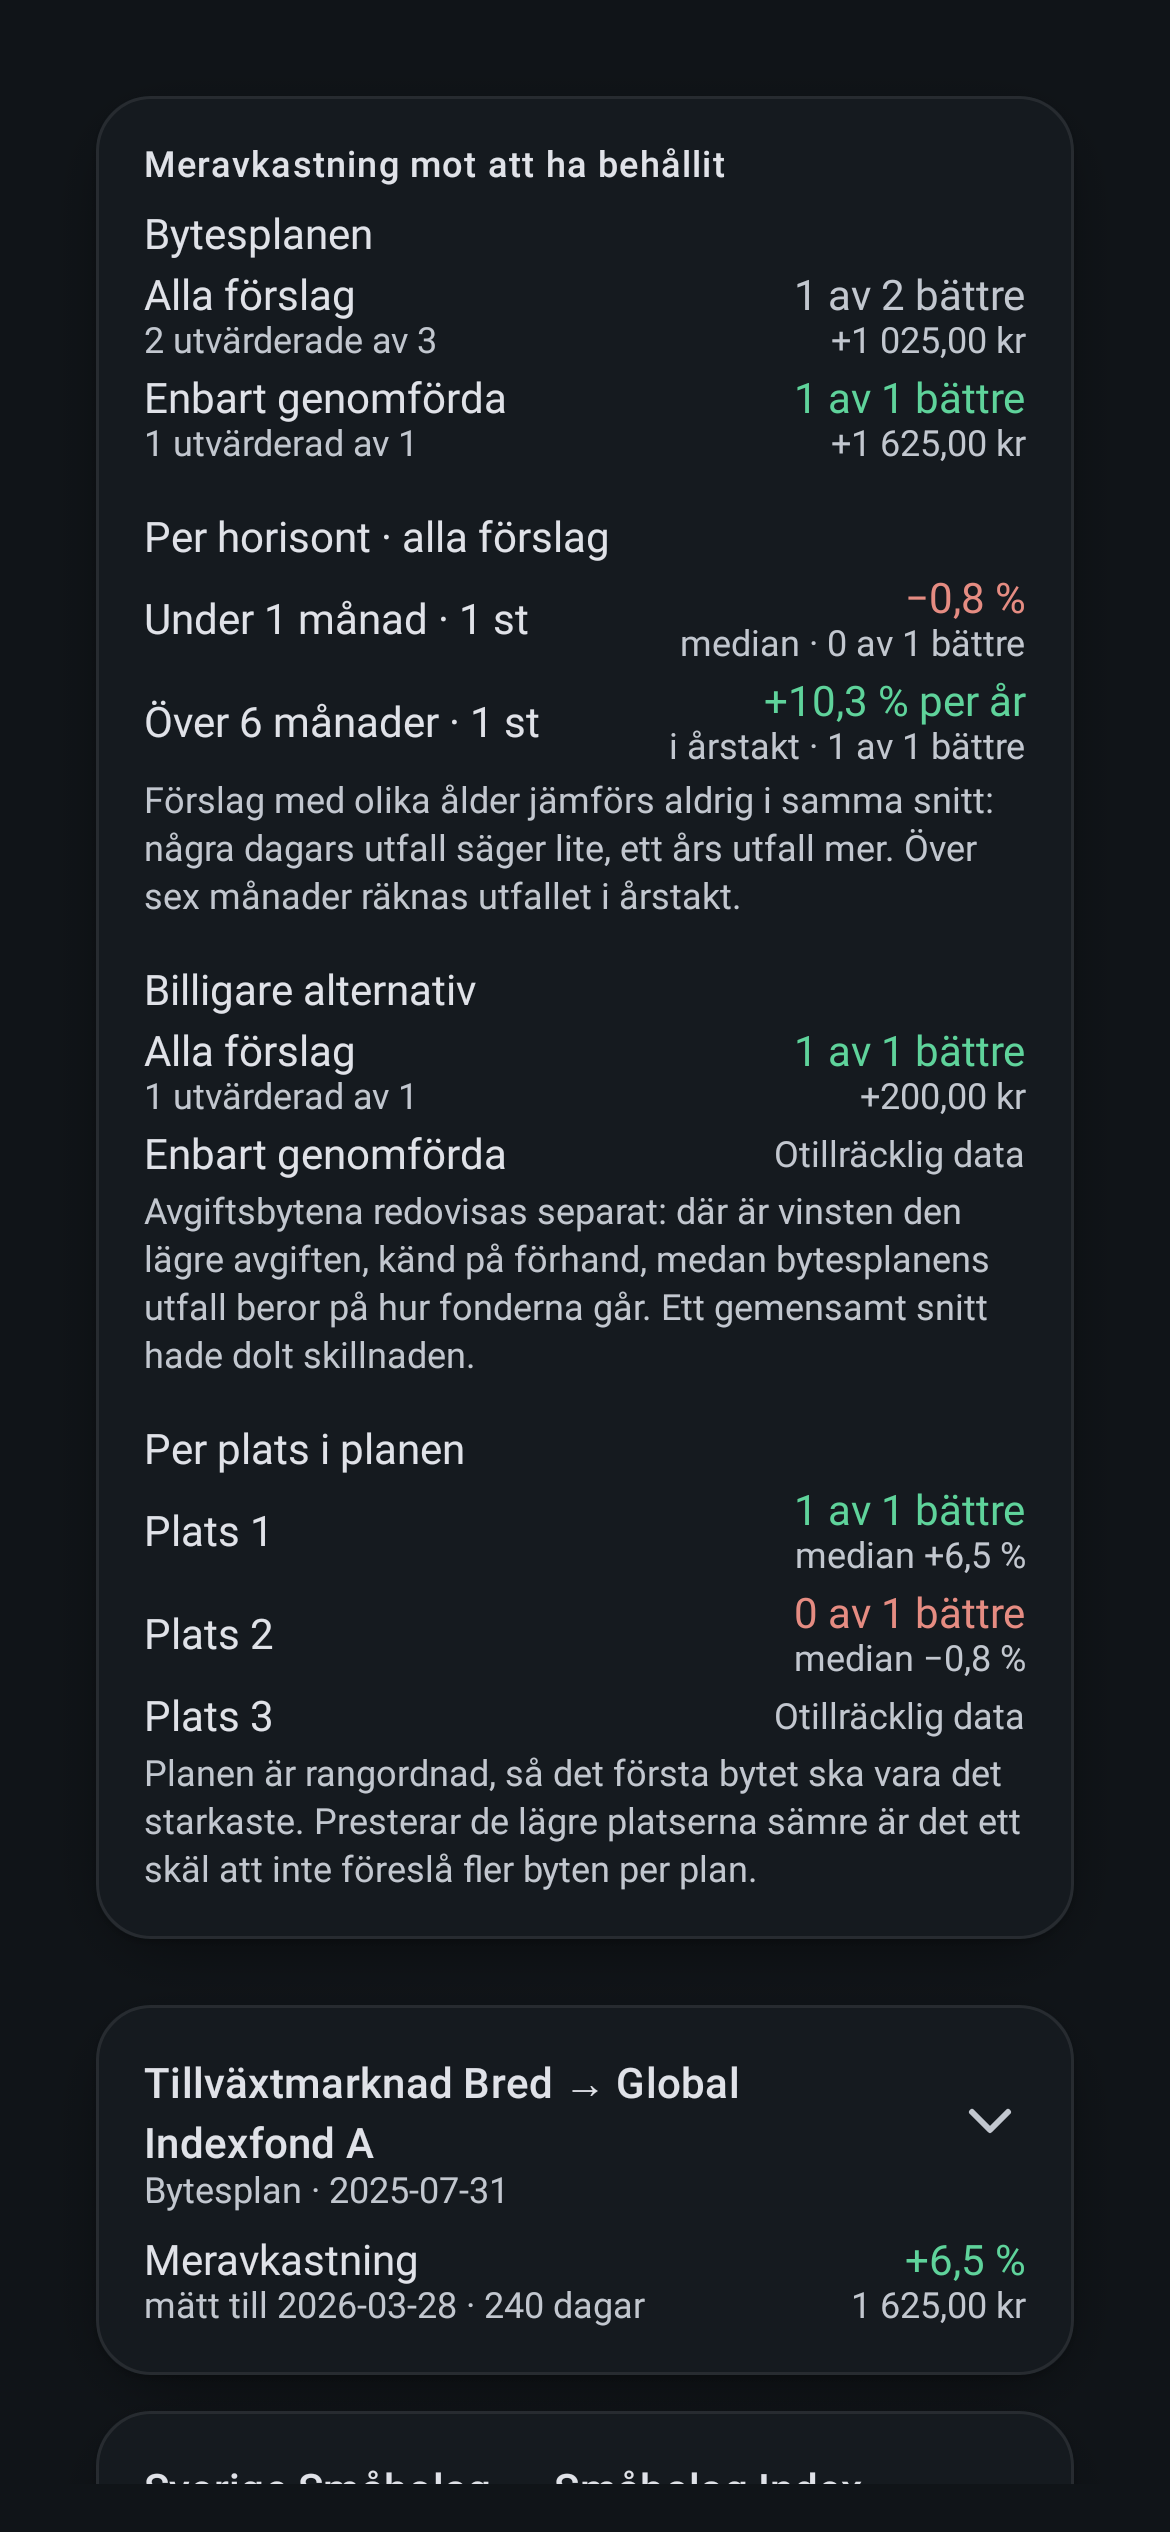 Meravkastning mot att ha behållit
Bytesplanen
Alla förslag
1 av 2 bättre
2 utvärderade av 3
+1 025,00 kr
Enbart genomförda
1 av 1 bättre
1 utvärderad av 1
+1 625,00 kr
Per horisont · alla förslag
Under 1 månad · 1 st
−0,8 %
median · 0 av 1 bättre
Över 6 månader · 1 st
+10,3 % per år
i årstakt · 1 av 1 bättre
Förslag med olika ålder jämförs aldrig i samma snitt:
några dagars utfall säger lite, ett års utfall mer. Över
sex månader räknas utfallet i årstakt.
Billigare alternativ
Alla förslag
1 av 1 bättre
1 utvärderad av 1
+200,00 kr
Enbart genomförda
Otillräcklig data
Avgiftsbytena redovisas separat: där är vinsten den
lägre avgiften, känd på förhand, medan bytesplanens
utfall beror på hur fonderna går. Ett gemensamt snitt
hade dolt skillnaden.
Per plats i planen
Plats 1
1 av 1 bättre
median +6,5 %
Plats 2
0 av 1 bättre
median −0,8 %
Plats 3
Otillräcklig data
Planen är rangordnad, så det första bytet ska vara det
starkaste. Presterar de lägre platserna sämre är det ett
skäl att inte föreslå fler byten per plan.
Tillväxtmarknad Bred → Global
Indexfond A
Bytesplan · 2025-07-31
Meravkastning
+6,5 %
mätt till 2026-03-28 · 240 dagar
1 625,00 kr